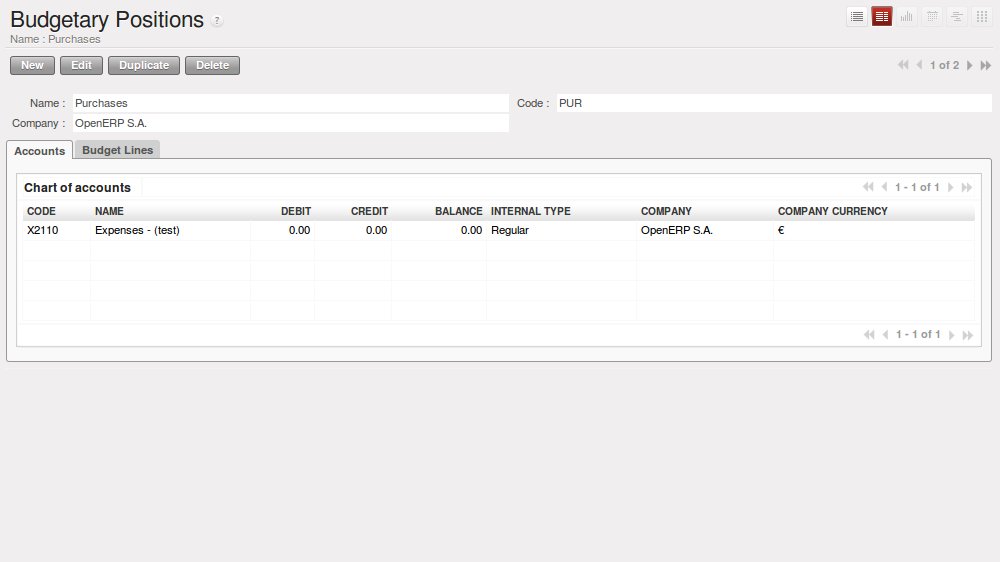 Budgetary Positions ?
Name : Purchases
New Edit Duplicate Delete 1 of 2
Name : Purchases Code : PUR
Company : OpenERP S.A.
Accounts Budget Lines
Chart of accounts 1 - 1 of 1
CODE NAME DEBIT CREDIT BALANCE INTERNAL TYPE COMPANY COMPANY CURRENCY
X2110 Expenses - (test) 0.00 0.00 0.00 Regular OpenERP S.A. €
1 - 1 of 1